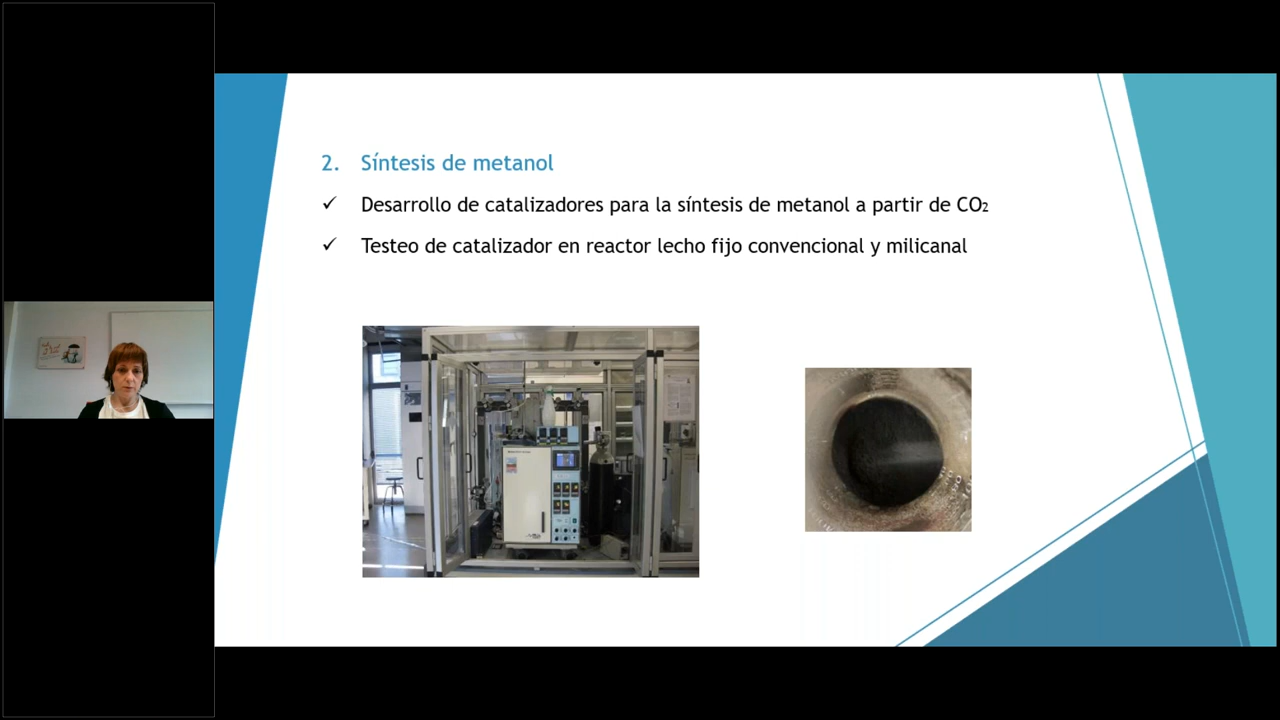 2. Síntesis de metanol
✓ Desarrollo de catalizadores para la síntesis de metanol a partir de CO₂
✓ Testeo de catalizador en reactor lecho fijo convencional y milicanal